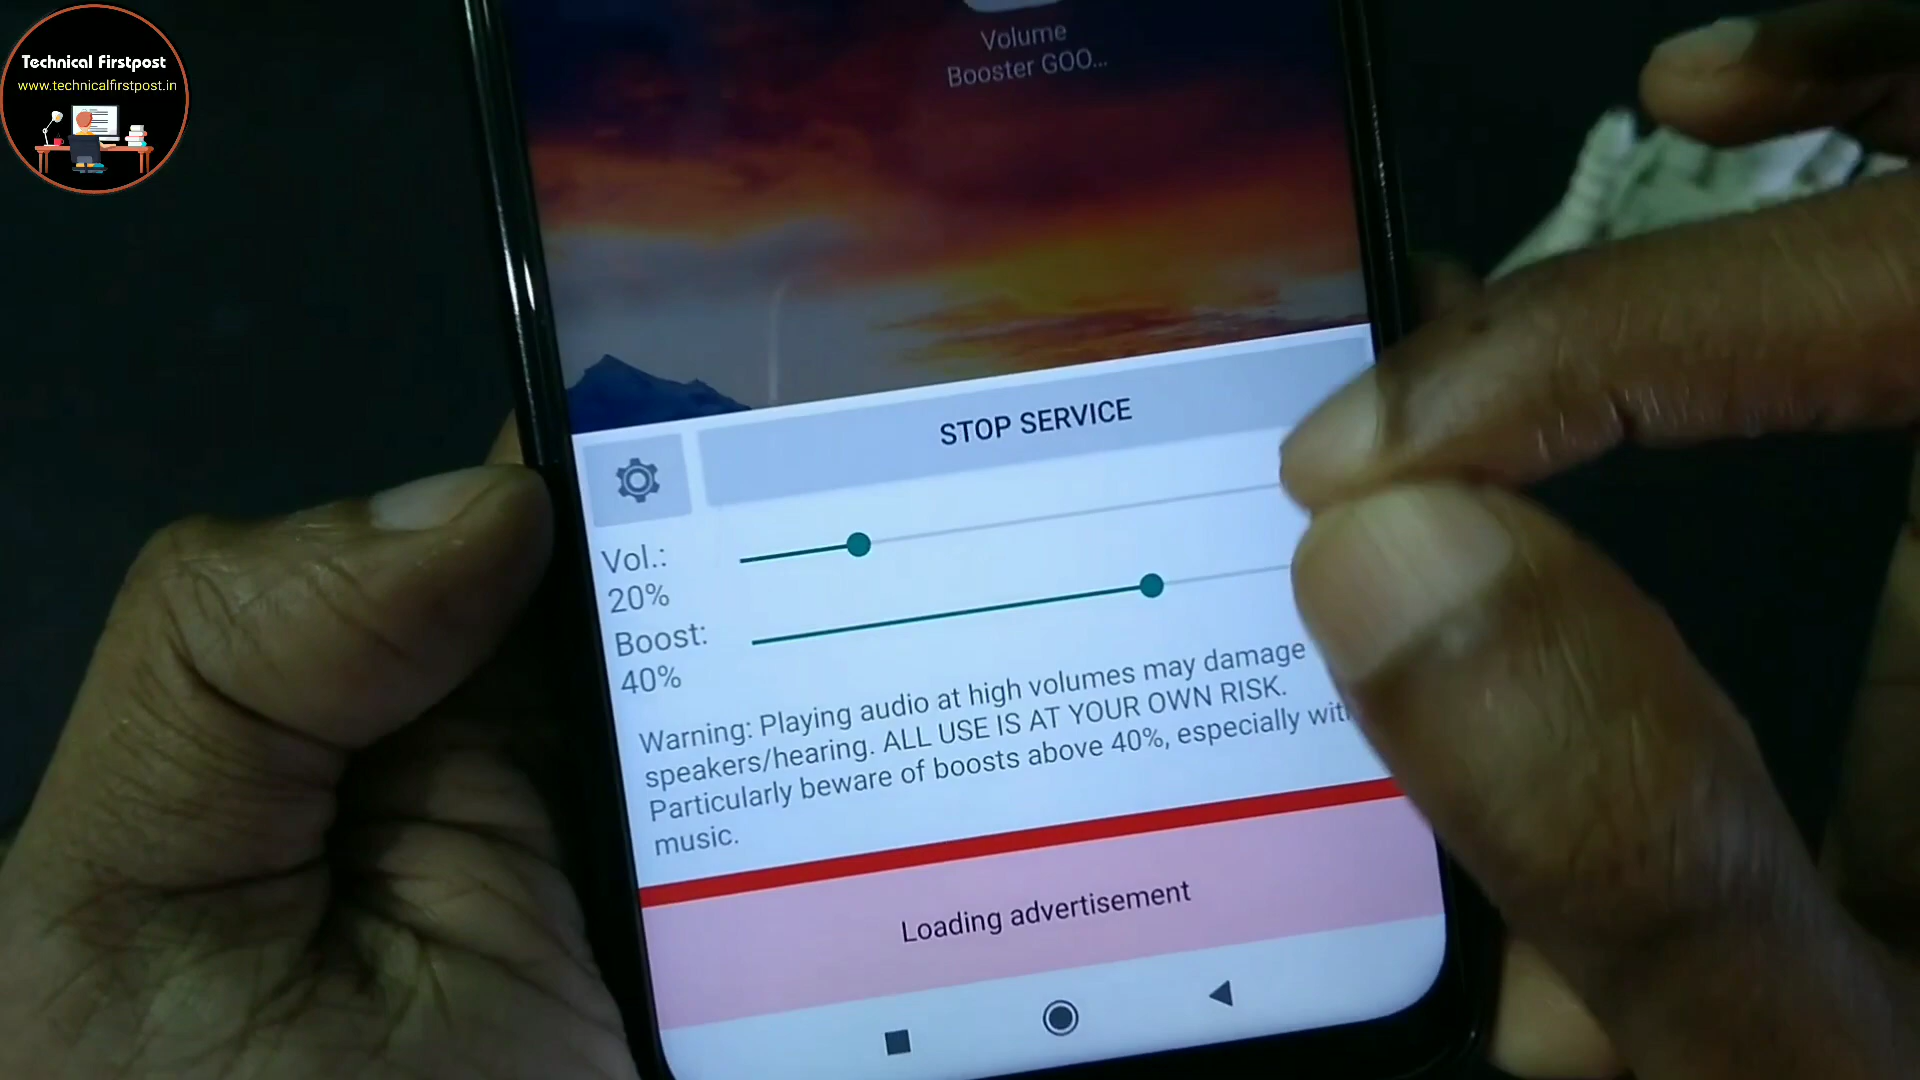 Technical Firstpost
www.technicalfirstpost.in
Volume
Booster GOO...
STOP SERVICE
Vol.:
20%
Boost:
40%
Warning: Playing audio at high volumes may damage
speakers/hearing. ALL USE IS AT YOUR OWN RISK.
Particularly beware of boosts above 40%, especially with
music.
Loading advertisement